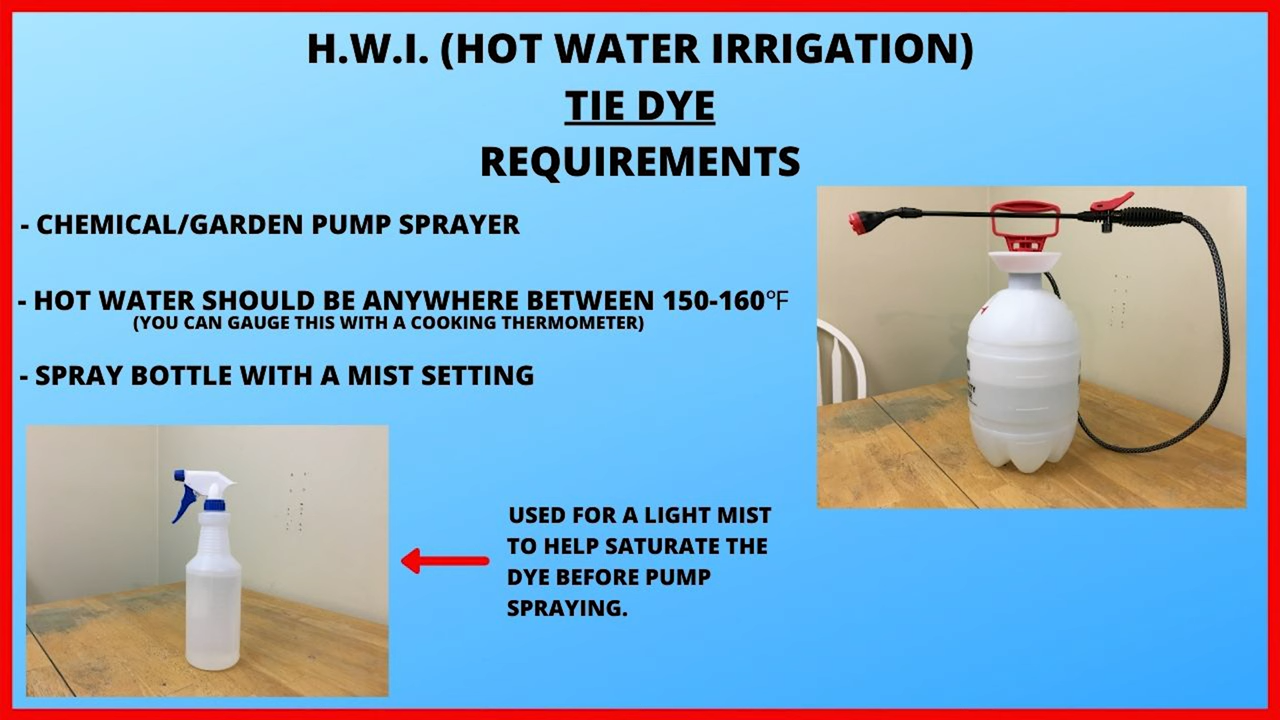 H.W.I. (HOT WATER IRRIGATION)
TIE DYE
REQUIREMENTS
- CHEMICAL/GARDEN PUMP SPRAYER
- HOT WATER SHOULD BE ANYWHERE BETWEEN 150-160°F
(YOU CAN GAUGE THIS WITH A COOKING THERMOMETER)
- SPRAY BOTTLE WITH A MIST SETTING
USED FOR A LIGHT MIST
TO HELP SATURATE THE
DYE BEFORE PUMP
SPRAYING.